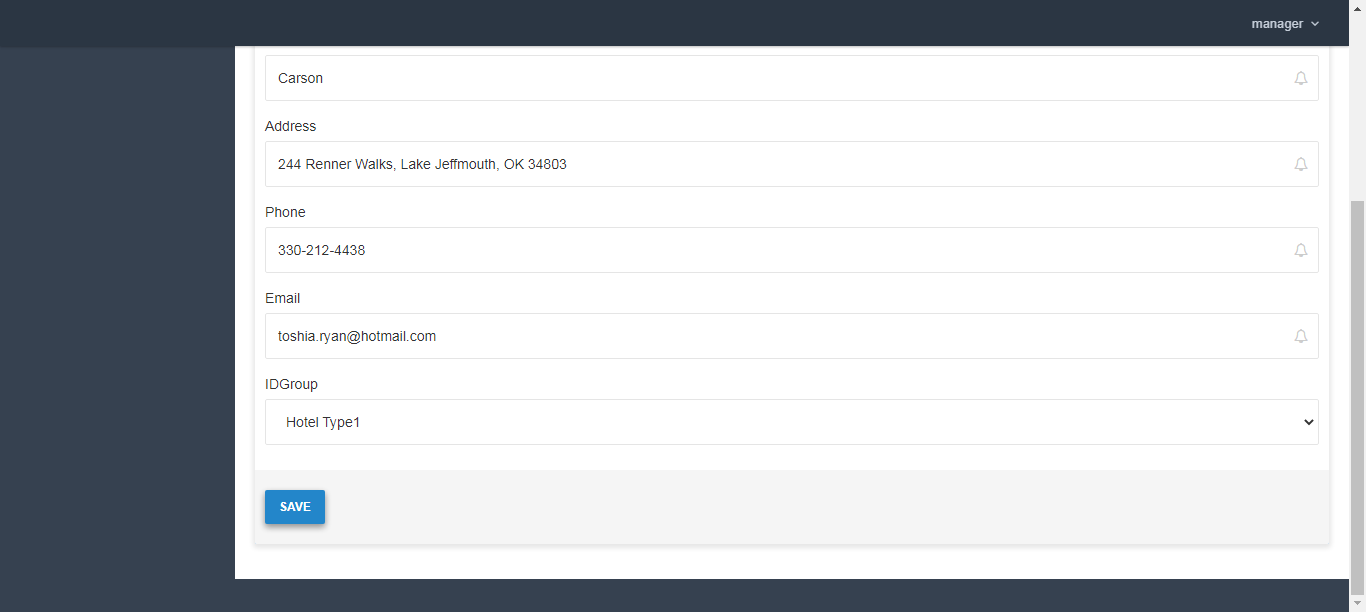 manager
Carson
Address
244 Renner Walks, Lake Jeffmouth, OK 34803
Phone
330-212-4438
Email
toshia.ryan@hotmail.com
IDGroup
Hotel Type1
SAVE